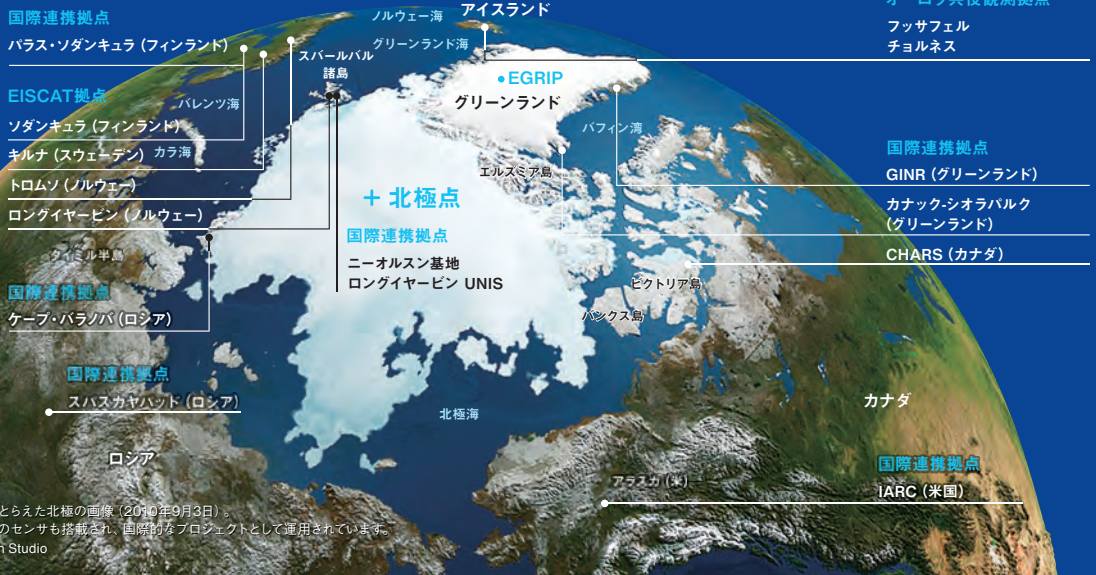 ノルウェー海
アイスランド
国際連携拠点
パラス・ソダンキュラ（フィンランド）
グリーンランド海
フッサフェル
チョルネス
スバールバル
諸島
EISCAT拠点
バレンツ海
ソダンキュラ（フィンランド）
キルナ（スウェーデン）
カラ海
トロムソ（ノルウェー）
ロングイヤービン（ノルウェー）
EGRIP
グリーンランド
バフィン湾
エルスミア島
国際連携拠点
GINR（グリーンランド）
カナック-シオラパルク
（グリーンランド）
CHARS（カナダ）
＋ 北極点
国際連携拠点
ニーオルスン基地
ロングイヤービン UNIS
タイミル半島
国際連携拠点
ケープ・バラノバ（ロシア）
ビクトリア島
バンクス島
国際連携拠点
スパスカヤパッド（ロシア）
北極海
カナダ
ロシア
アラスカ（米）
国際連携拠点
IARC（米国）
とらえた北極の画像（2010年9月3日）。
のセンサも搭載され、国際的なプロジェクトとして運用されています。
n Studio